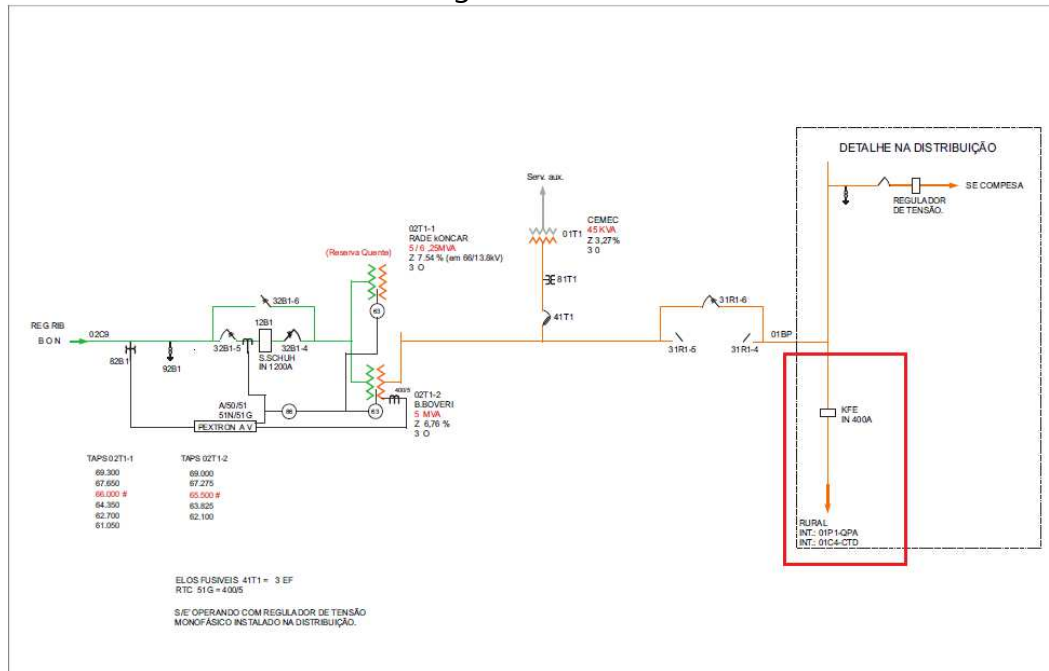 DETALHE NA DISTRIBUIÇÃO
SE COMPESA
REGULADOR
DE TENSÃO.
Serv. aux.
CEMEC
45 KVA
Z 3,27%
3 0
01T1
81T1
41T1
02T1-1
RADE kONCAR
5 / 6 ,25MVA
Z 7.54 % (em 66/13.8kV)
3 O
(Reserva Quente)
63
32B1-6
REG RIB
B O N
02C9
12B1
32B1-5
32B1-4
S.SCHUH
IN 1200A
82B.1
92B1
31R1-6
31R1-5
31R1-4
01BP
400/5
02T1-2
B.BOVERI
5 MVA
Z 6,76 %
3 O
63
86
A/50/51
51N/51G
PEXTRON A V
KFE
IN 400A
TAPS 02T1-1
69.300
67.650
66.000 #
64.350
62.700
61.050
TAPS 02T1-2
69.000
67.275
65.500 #
63.825
62.100
RURAL
INT.: 01P1-QPA
INT.: 01C4-CTD
ELOS FUSIVEIS 41T1 = 3 EF
RTC 51G = 400/5
S/E' OPERANDO COM REGULADOR DE TENSÃO
MONOFÁSICO INSTALADO NA DISTRIBUIÇÃO.